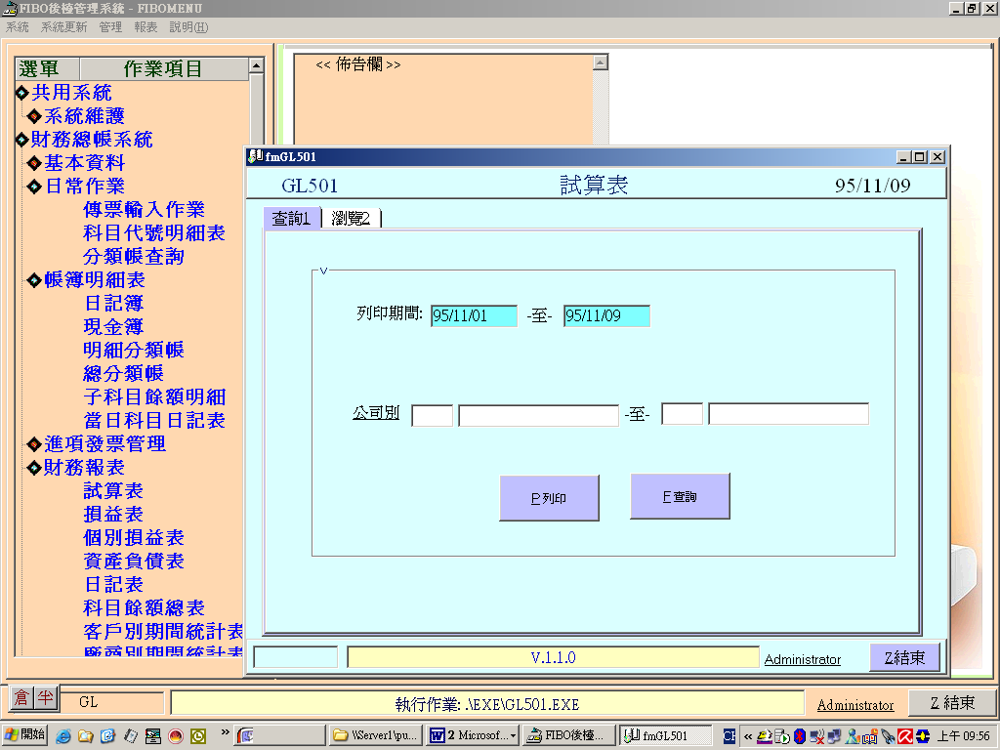 FIBO後檯管理系統 - FIBOMENU
系統 系統更新 管理 報表 說明(H)
選單 作業項目
共用系統
系統維護
財務總帳系統
基本資料
日常作業
傳票輸入作業
科目代號明細表
分類帳查詢
帳簿明細表
日記簿
現金簿
明細分類帳
總分類帳
子科目餘額明細
當日科目日記表
進項發票管理
財務報表
試算表
損益表
個別損益表
資產負債表
日記表
科目餘額總表
客戶別期間統計表
廠商別期間統計表
<< 佈告欄 >>
fmGL501
GL501 試算表 95/11/09
查詢1 瀏覽2
v
列印期間: 95/11/01 -至- 95/11/09
公司別 -至-
P列印 F查詢
V.1.1.0 Administrator Z結束
倉 半 GL 執行作業: .\EXE\GL501.EXE Administrator Z 結束
開始 » \\Server1\pu... 2 Microsof... FIBO後檯... fmGL501 CH « 上午 09:56